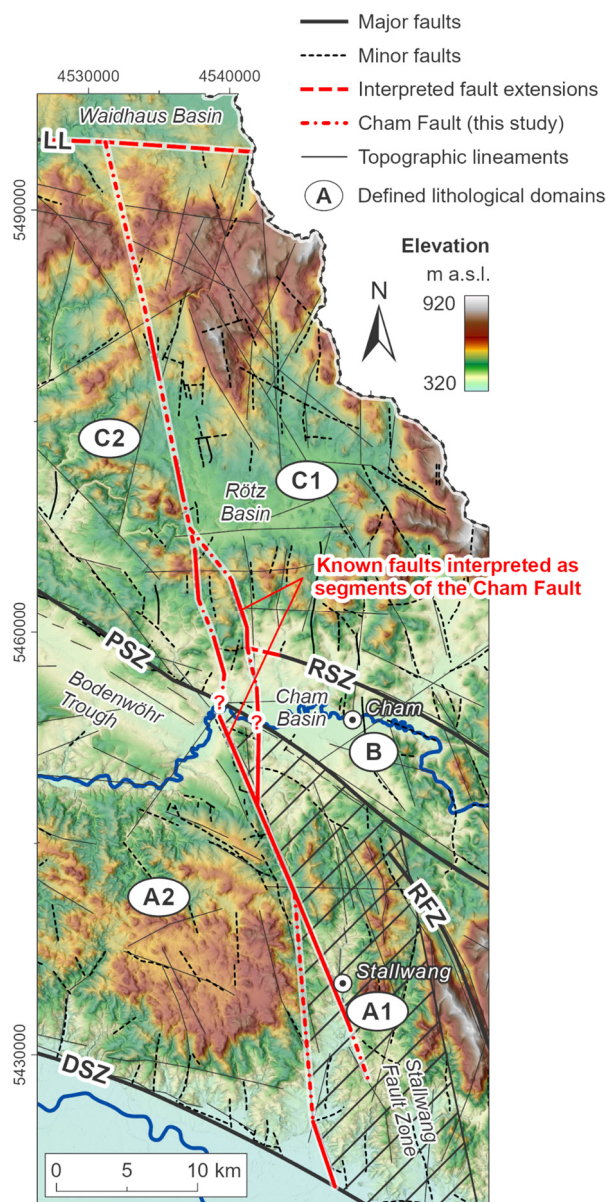 Major faults
Minor faults
Interpreted fault extensions
Cham Fault (this study)
Topographic lineaments
A Defined lithological domains
Elevation
m a.s.l.
920
320
N
4530000 4540000
5490000
5460000
5430000
Waidhaus Basin
LL
C2
C1
Rötz
Basin
Known faults interpreted as
segments of the Cham Fault
PSZ
RSZ
Bodenwöhr
Trough
?
?
Cham
Basin
Cham
B
A2
RFZ
Stallwang
A1
Stallwang
Fault Zone
DSZ
0 5 10 km